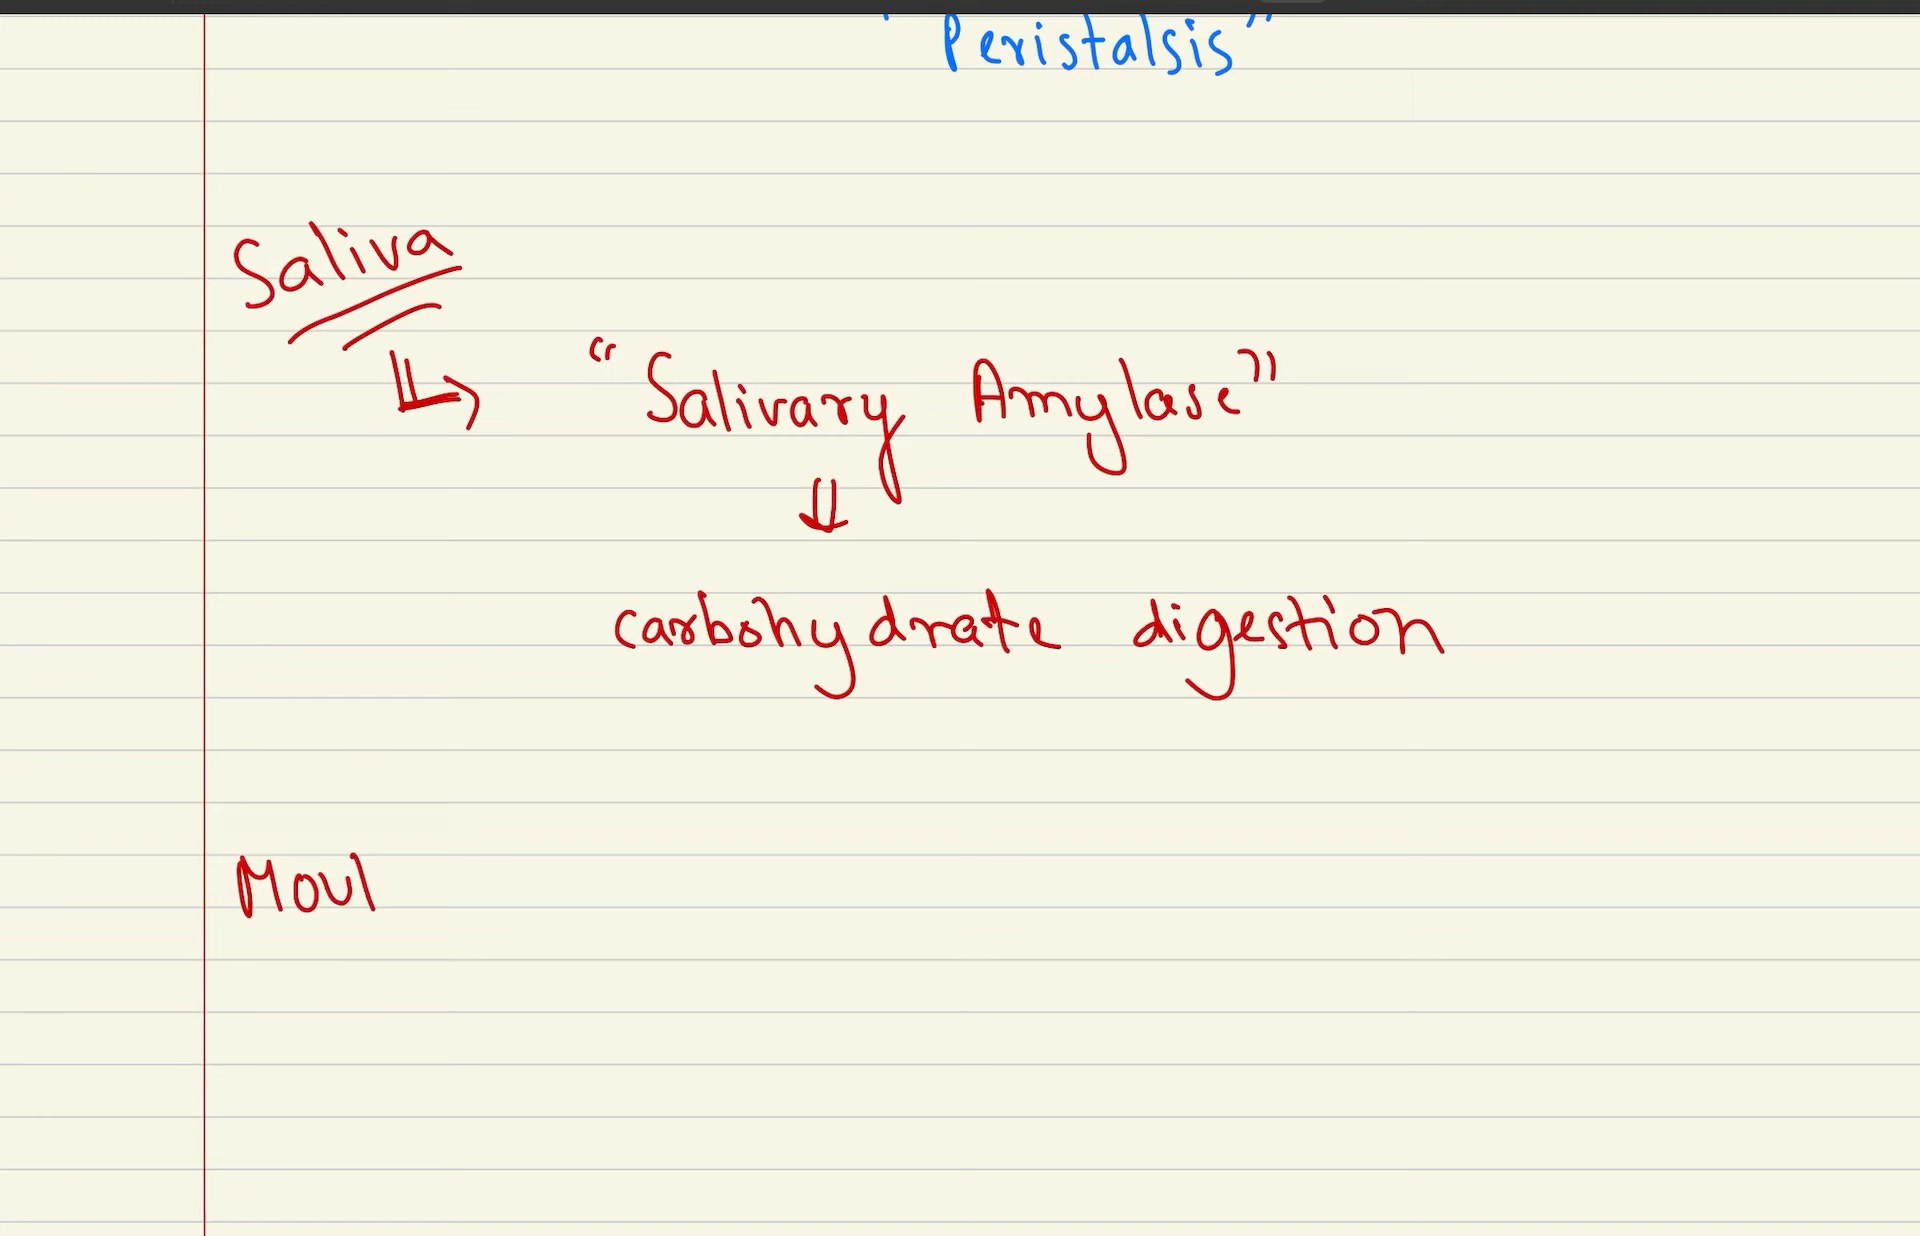 "Peristalsis"
Saliva
"Salivary Amylase"
carbohydrate digestion
Moul